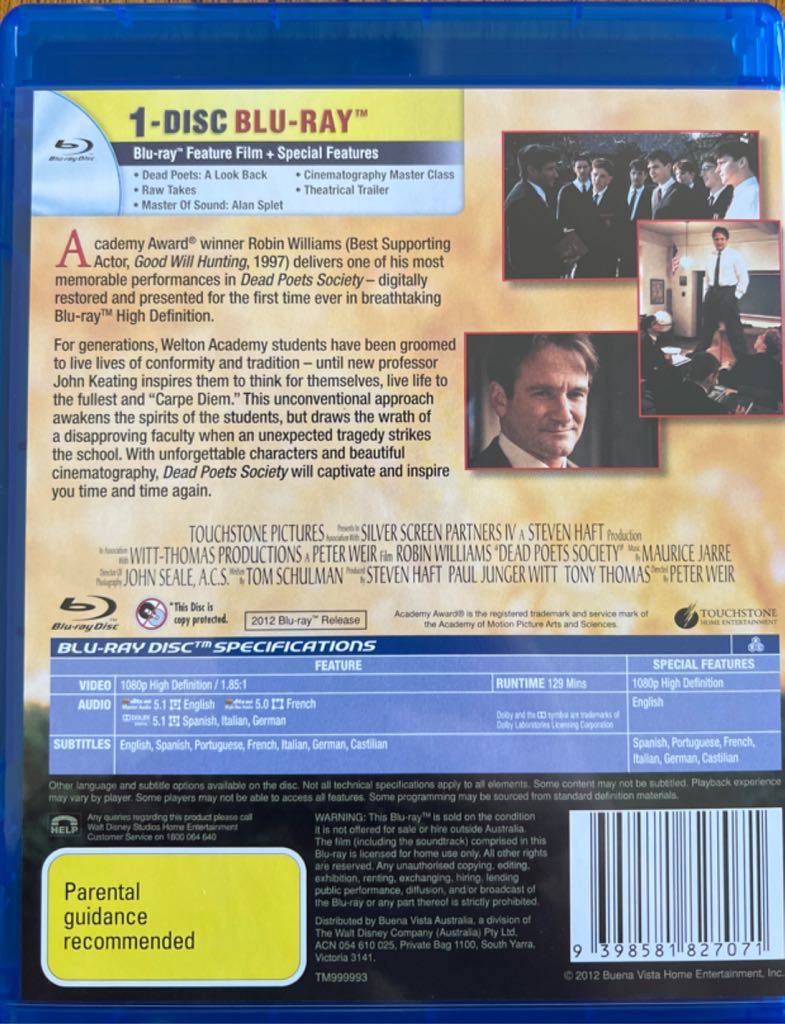 1-DISC BLU-RAY™
Blu-ray Disc
Blu-ray™ Feature Film + Special Features
• Dead Poets: A Look Back
• Raw Takes
• Master Of Sound: Alan Splet
• Cinematography Master Class
• Theatrical Trailer
Academy Award® winner Robin Williams (Best Supporting
Actor, Good Will Hunting, 1997) delivers one of his most
memorable performances in Dead Poets Society – digitally
restored and presented for the first time ever in breathtaking
Blu-ray™ High Definition.
For generations, Welton Academy students have been groomed
to live lives of conformity and tradition – until new professor
John Keating inspires them to think for themselves, live life to
the fullest and “Carpe Diem.” This unconventional approach
awakens the spirits of the students, but draws the wrath of
a disapproving faculty when an unexpected tragedy strikes
the school. With unforgettable characters and beautiful
cinematography, Dead Poets Society will captivate and inspire
you time and time again.
TOUCHSTONE PICTURES Presents In Association With SILVER SCREEN PARTNERS IV A STEVEN HAFT Production
In Association With WITT-THOMAS PRODUCTIONS A PETER WEIR Film ROBIN WILLIAMS "DEAD POETS SOCIETY" Music By MAURICE JARRE
Director Of Photography JOHN SEALE, A.C.S. Written By TOM SCHULMAN Produced By STEVEN HAFT PAUL JUNGER WITT TONY THOMAS Directed By PETER WEIR
Blu-ray Disc
*This Disc is
copy protected.
2012 Blu-ray™ Release
Academy Award® is the registered trademark and service mark of
the Academy of Motion Picture Arts and Sciences.
TOUCHSTONE
HOME ENTERTAINMENT
BLU-RAY DISC™ SPECIFICATIONS
FEATURE
SPECIAL FEATURES
VIDEO 1080p High Definition / 1.85:1
RUNTIME 129 Mins
1080p High Definition
AUDIO 5.1 English 5.0 French
DOLBY 5.1 Spanish, Italian, German
Dolby and the symbol are trademarks of
Dolby Laboratories Licensing Corporation
English
SUBTITLES English, Spanish, Portuguese, French, Italian, German, Castilian
Spanish, Portuguese, French,
Italian, German, Castilian
Other language and subtitle options available on the disc. Not all technical specifications apply to all elements. Some content may not be subtitled. Playback experience
may vary by player. Some players may not be able to access all features. Some programming may be sourced from standard definition materials.
HELP
Any queries regarding this product please call
Walt Disney Studios Home Entertainment
Customer Service on 1800 064 640
WARNING: This Blu-ray™ is sold on the condition
it is not offered for sale or hire outside Australia.
The film (including the soundtrack) comprised in this
Blu-ray is licensed for home use only. All other rights
are reserved. Any unauthorised copying, editing,
exhibition, renting, exchanging, hiring, lending
public performance, diffusion, and/or broadcast of
the Blu-ray or any part thereof is strictly prohibited.
Distributed by Buena Vista Australia, a division of
The Walt Disney Company (Australia) Pty Ltd,
ACN 054 610 025, Private Bag 1100, South Yarra,
Victoria 3141.
TM999993
Parental
guidance
recommended
9 398581 827071
© 2012 Buena Vista Home Entertainment, Inc.